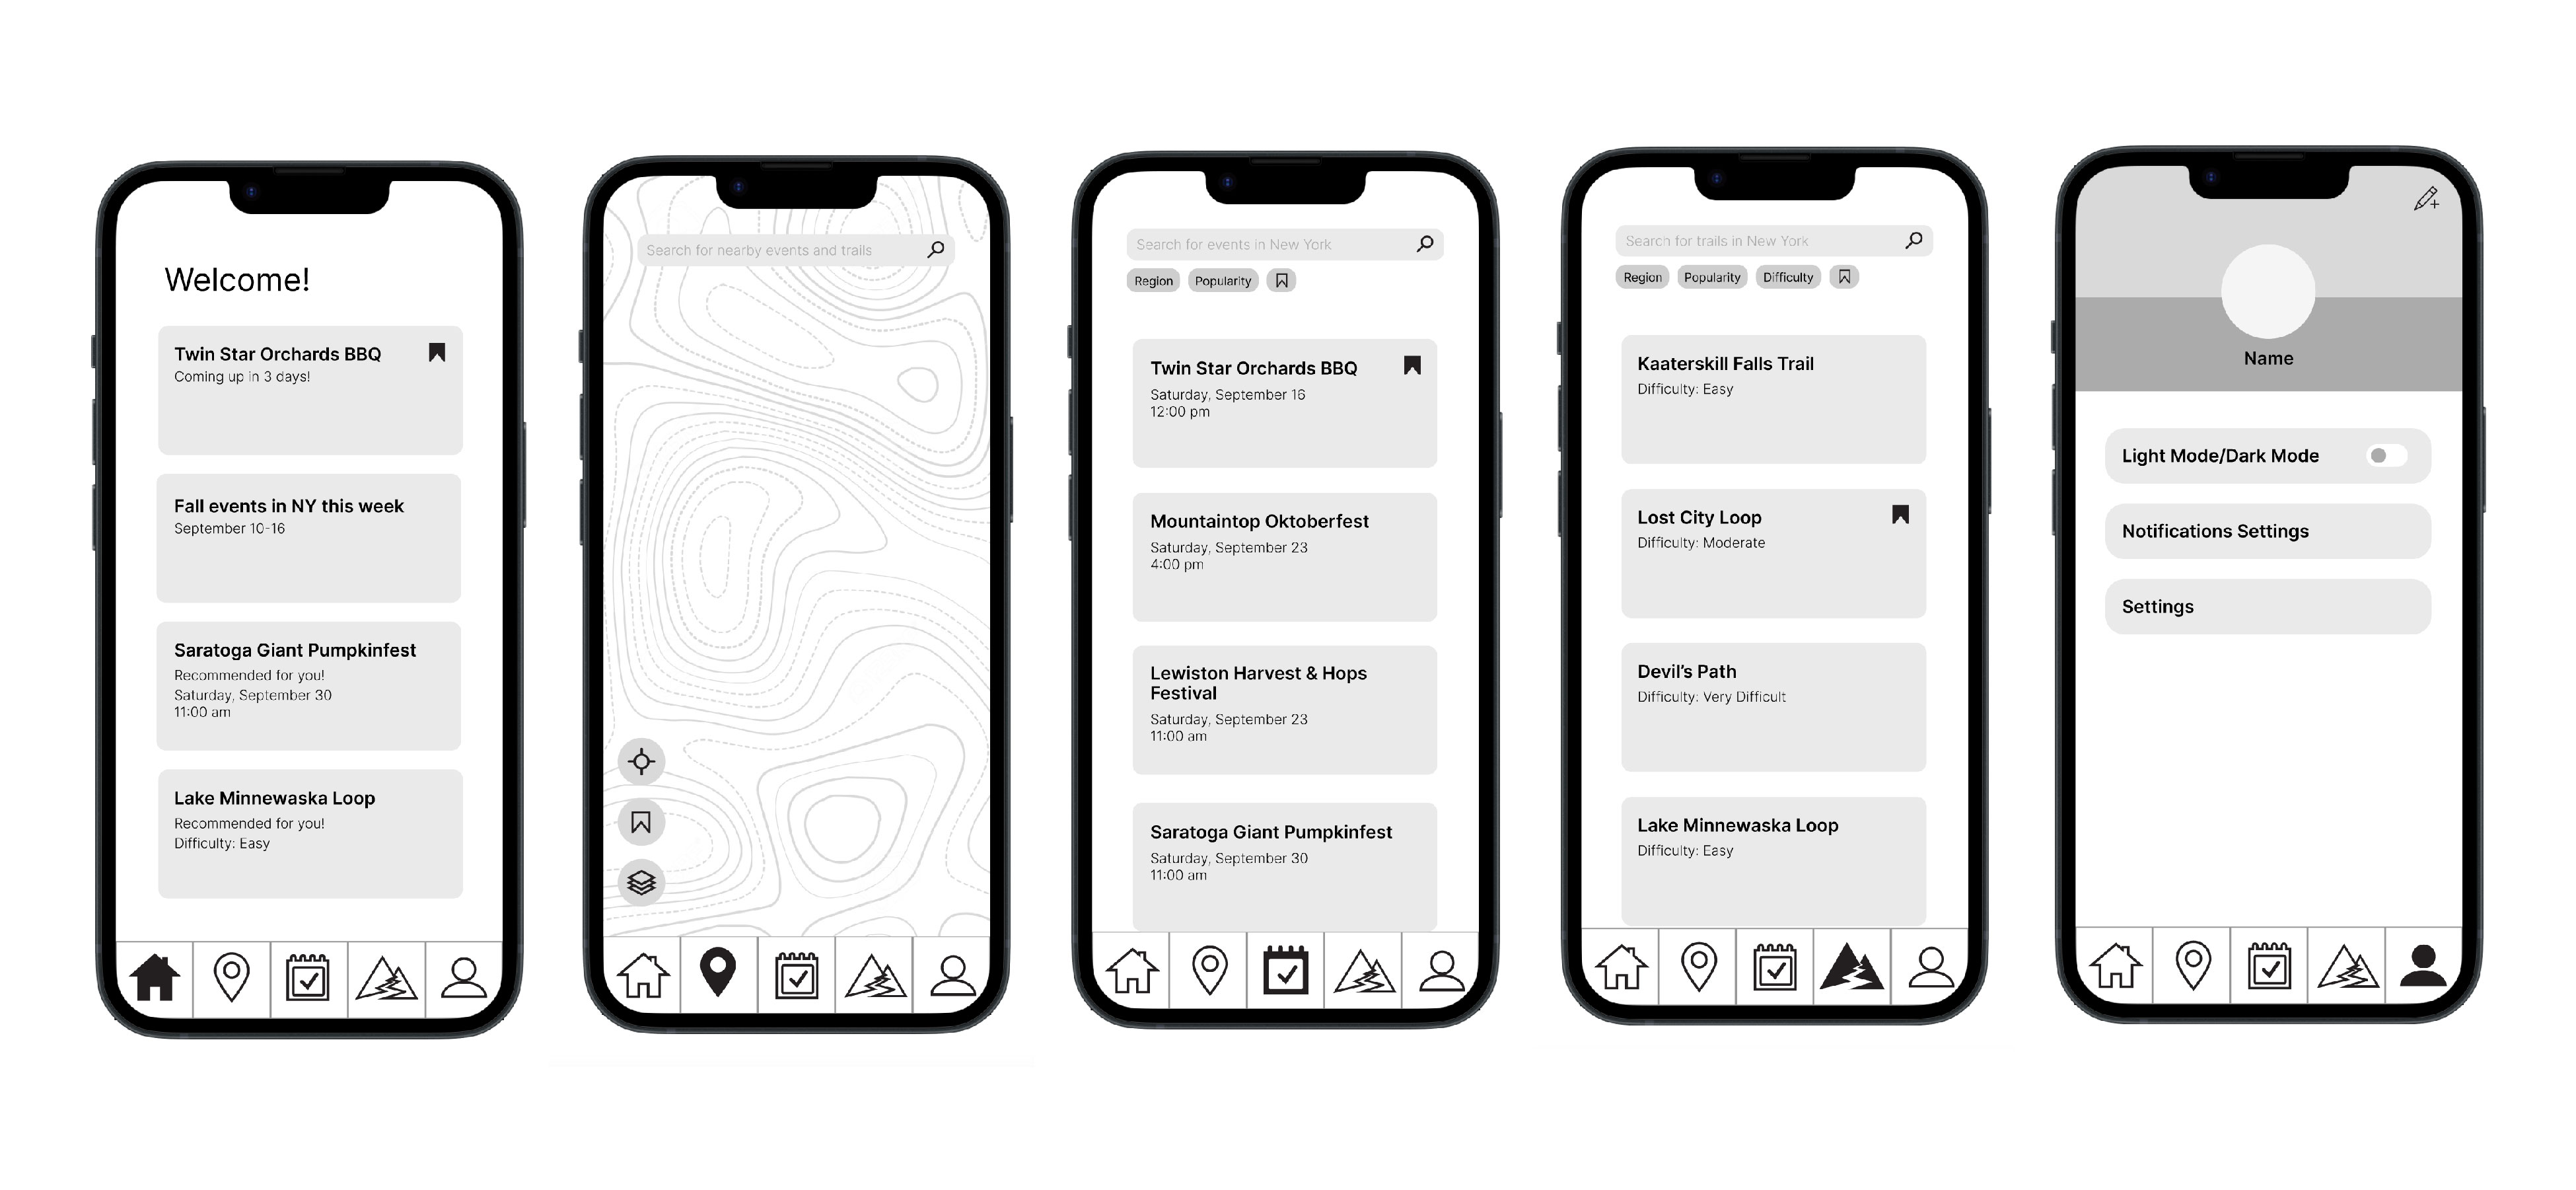 Welcome!
Twin Star Orchards BBQ
Coming up in 3 days!
Fall events in NY this week
September 10-16
Saratoga Giant Pumpkinfest
Recommended for you!
Saturday, September 30
11:00 am
Lake Minnewaska Loop
Recommended for you!
Difficulty: Easy
Search for nearby events and trails
Search for events in New York
Region Popularity
Twin Star Orchards BBQ
Saturday, September 16
12:00 pm
Mountaintop Oktoberfest
Saturday, September 23
4:00 pm
Lewiston Harvest & Hops
Festival
Saturday, September 23
11:00 am
Saratoga Giant Pumpkinfest
Saturday, September 30
11:00 am
Search for trails in New York
Region Popularity Difficulty
Kaaterskill Falls Trail
Difficulty: Easy
Lost City Loop
Difficulty: Moderate
Devil's Path
Difficulty: Very Difficult
Lake Minnewaska Loop
Difficulty: Easy
Name
Light Mode/Dark Mode
Notifications Settings
Settings